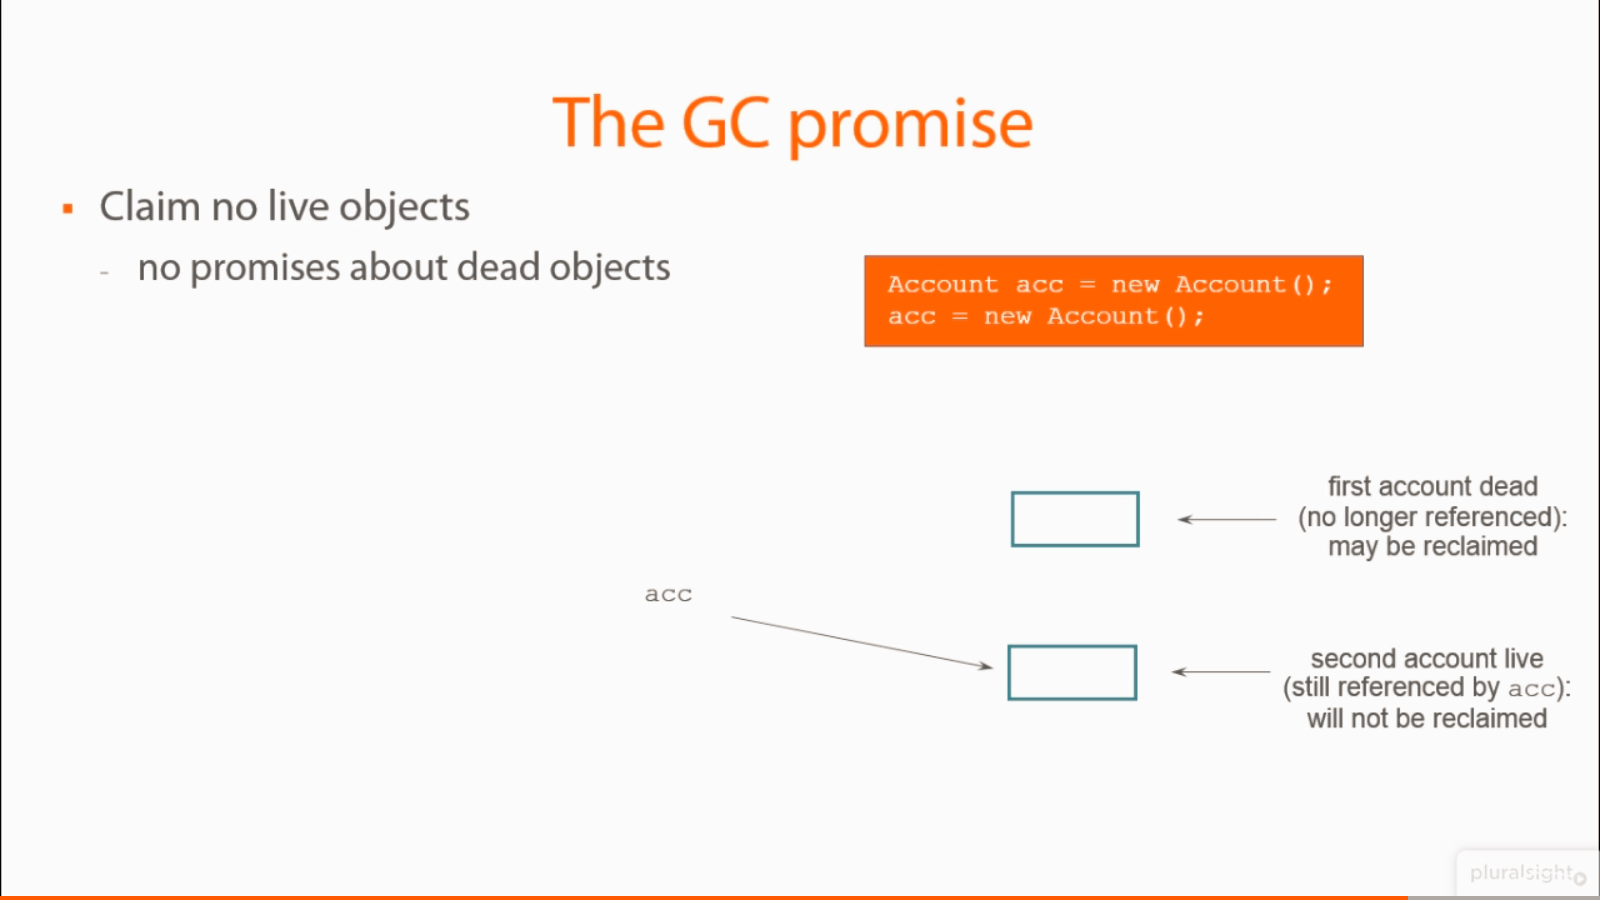 The GC promise
▪ Claim no live objects
- no promises about dead objects
Account acc = new Account();
acc = new Account();
first account dead
(no longer referenced):
may be reclaimed
acc
second account live
(still referenced by acc):
will not be reclaimed
pluralsight